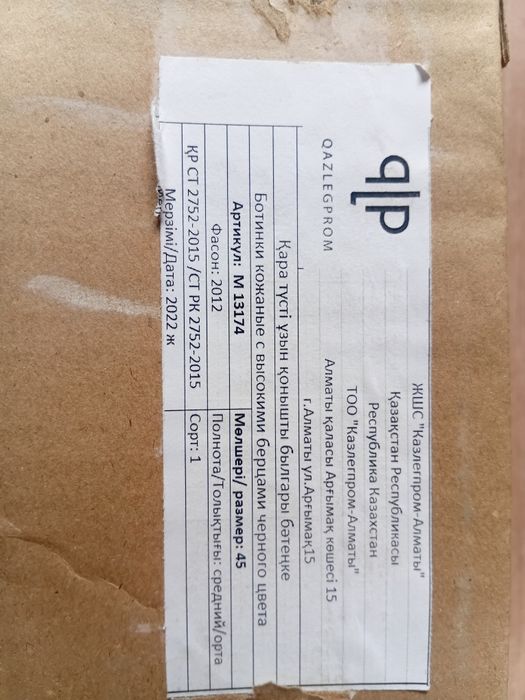 qlp
QAZLEGPROM
ЖШС "Казлегпром-Алматы"
Қазақстан Республикасы
Республика Казахстан
ТОО "Казлегпром-Алматы"
Алматы қаласы Арғымақ көшесі 15
г.Алматы ул.Арғымақ15
Қара түсті ұзын қонышты былғары бәтеңке
Ботинки кожаные с высокими берцами черного цвета
Артикул: М 13174 Мөлшері/ размер: 45
Фасон: 2012 Полнота/Толықтығы: средний/орта
ҚР СТ 2752-2015 /СТ РК 2752-2015 Сорт: 1
Мерзімі/Дата: 2022 ж